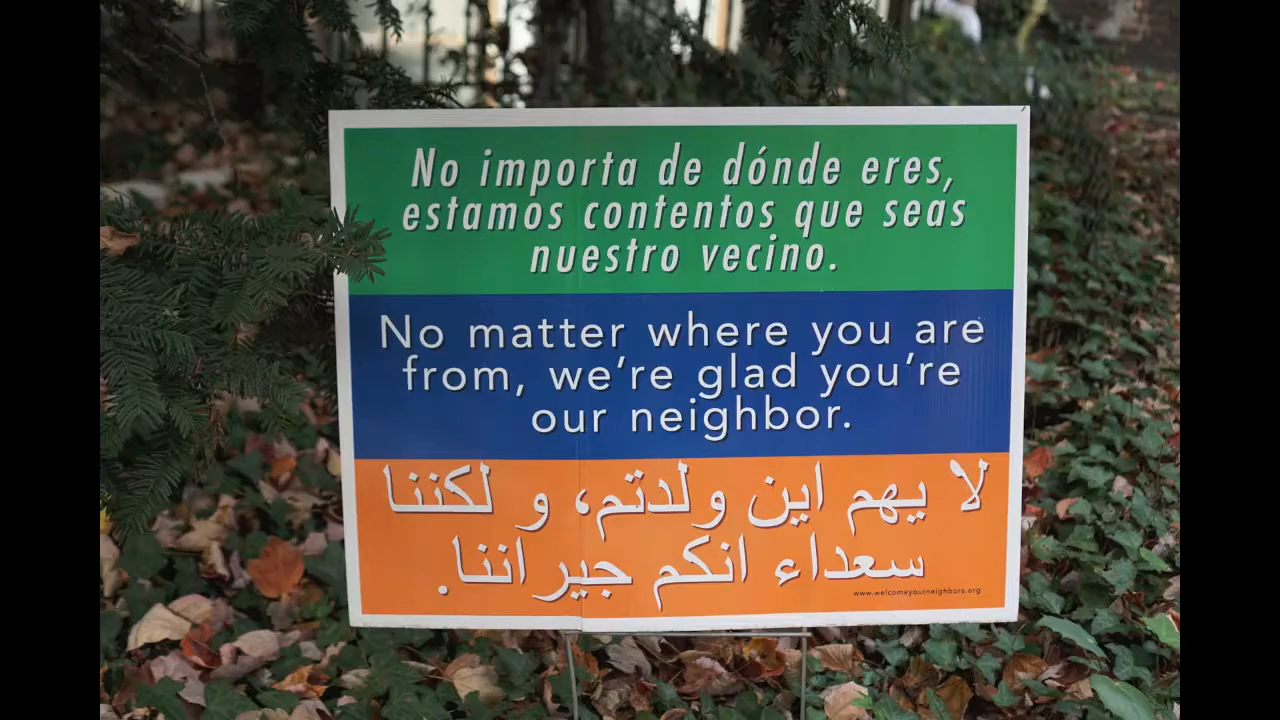 No importa de dónde eres,
estamos contentos que seas
nuestro vecino.
No matter where you are
from, we're glad you're
our neighbor.
لا يهم اين ولدتم، و لكننا
سعداء انكم جيراننا.
www.welcomeyourneighbors.org